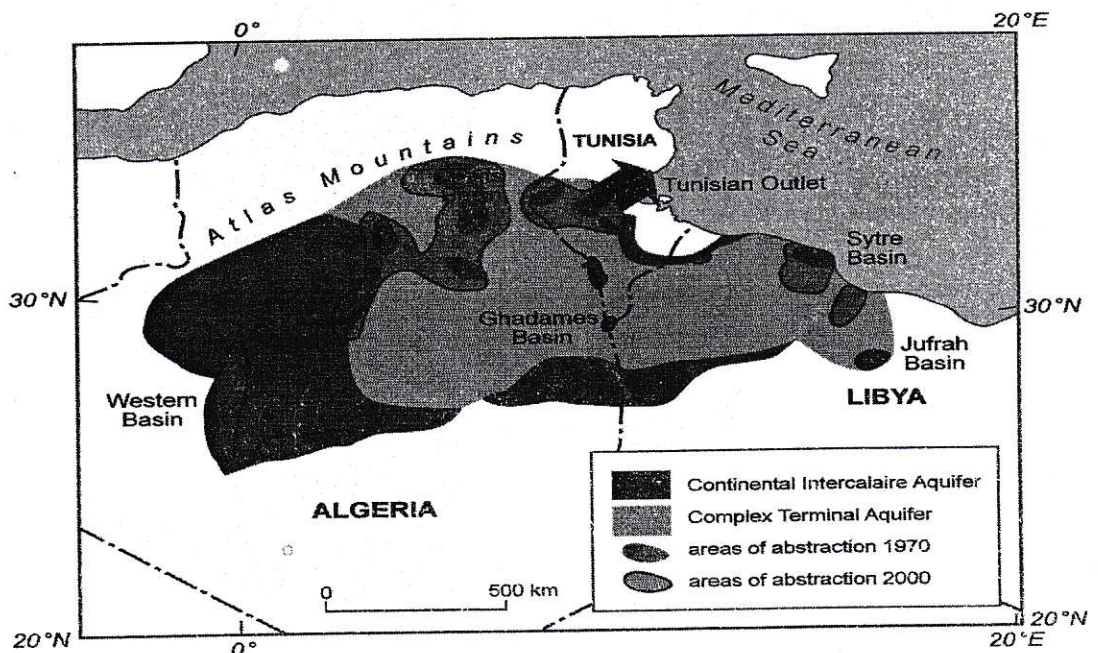 0°
20°E
Mediterranean
Sea
TUNISIA
Atlas Mountains
Tunisian Outlet
Sytre
Basin
30°N
30°N
Ghadames
Basin
Jufrah
Basin
Western
Basin
LIBYA
ALGERIA
Continental Intercalaire Aquifer
Complex Terminal Aquifer
areas of abstraction 1970
areas of abstraction 2000
0 500 km
20°N
0°
20°N
20°E